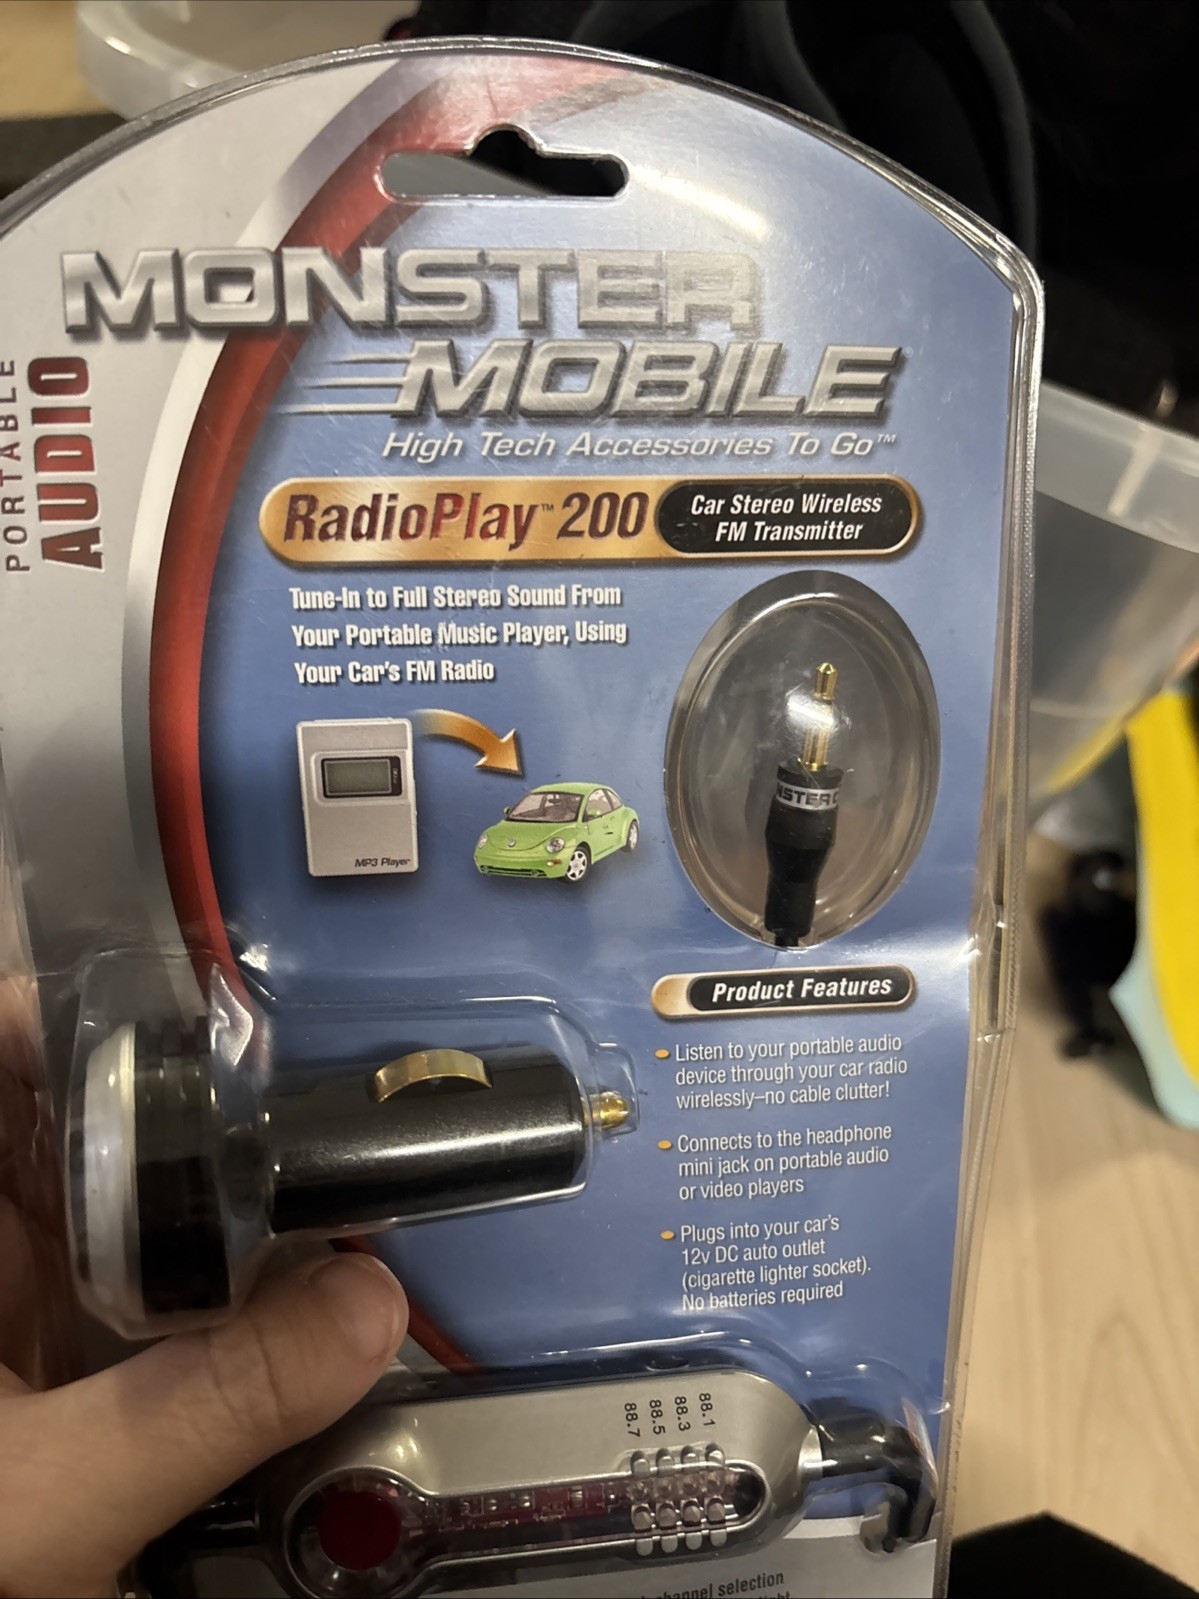 MONSTER
MOBILE
High Tech Accessories To Go™
PORTABLE
AUDIO
RadioPlay™ 200
Car Stereo Wireless
FM Transmitter
Tune-In to Full Stereo Sound From
Your Portable Music Player, Using
Your Car's FM Radio
MP3 Player
NSTER C
Product Features
• Listen to your portable audio
device through your car radio
wirelessly–no cable clutter!
• Connects to the headphone
mini jack on portable audio
or video players
• Plugs into your car's
12v DC auto outlet
(cigarette lighter socket).
No batteries required
88.7
88.5
88.3
88.1
channel selection